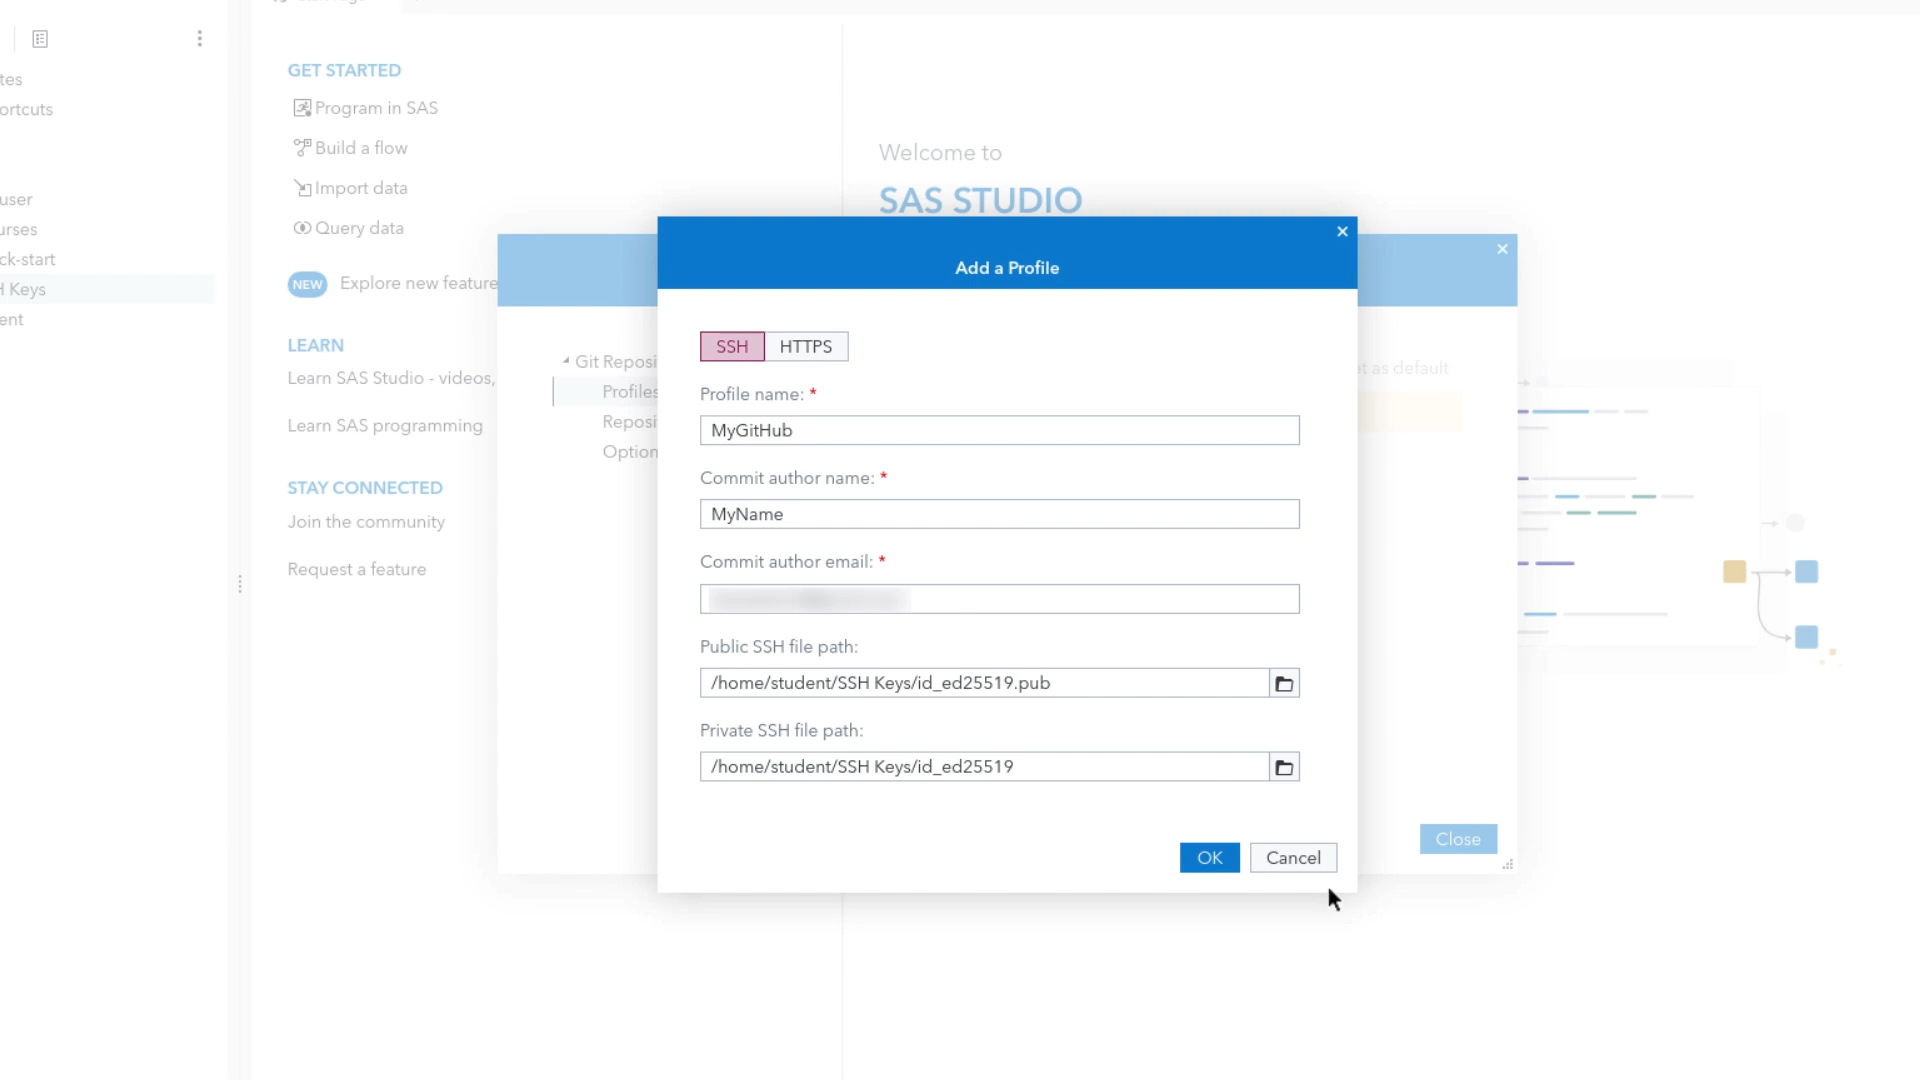 tes
ortcuts
user
urses
ck-start
H Keys
ent
GET STARTED
Program in SAS
Build a flow
Import data
Query data
NEW Explore new feature
LEARN
Learn SAS Studio - videos,
Learn SAS programming
STAY CONNECTED
Join the community
Request a feature
Welcome to
SAS STUDIO
Git Reposi
Profiles
Reposi
Option
et as default
Close
Add a Profile
SSH HTTPS
Profile name: *
MyGitHub
Commit author name: *
MyName
Commit author email: *
Public SSH file path:
/home/student/SSH Keys/id_ed25519.pub
Private SSH file path:
/home/student/SSH Keys/id_ed25519
OK Cancel